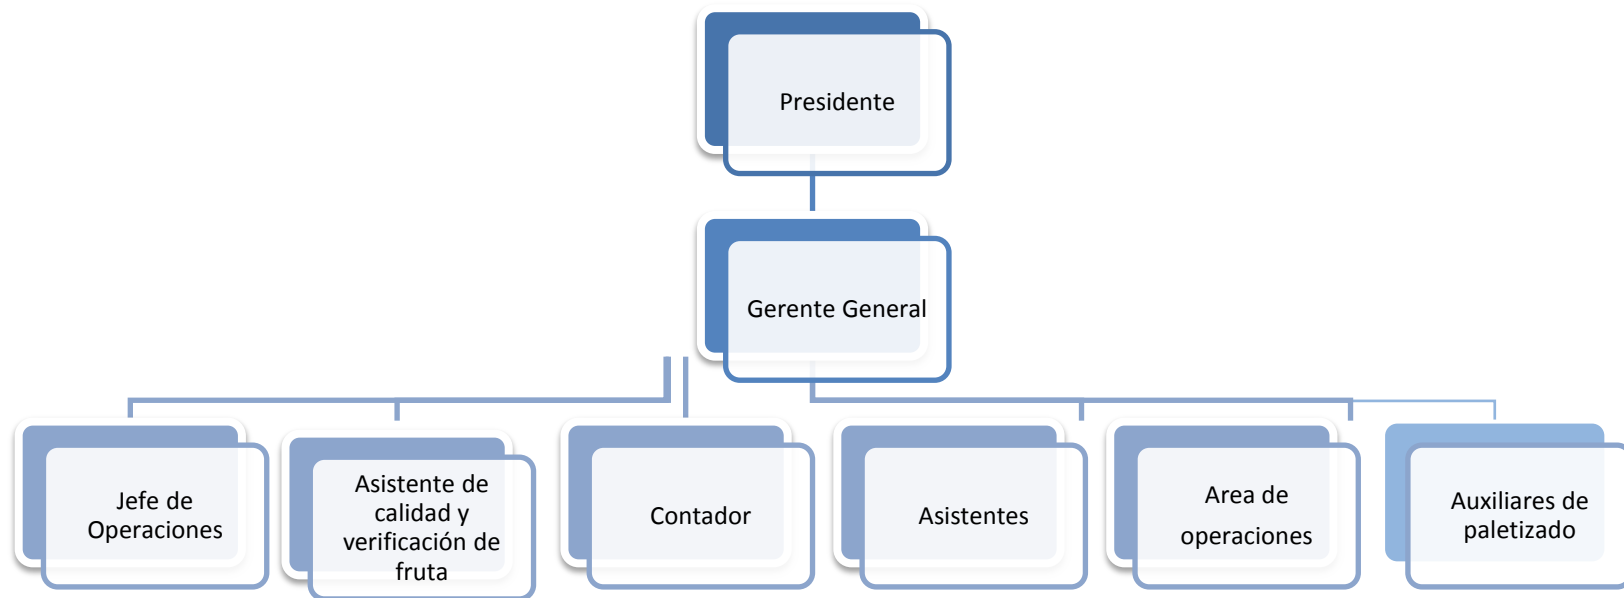 Presidente
Gerente General
Jefe de
Operaciones
Asistente de
calidad y
verificación de
fruta
Contador
Asistentes
Area de
operaciones
Auxiliares de
paletizado